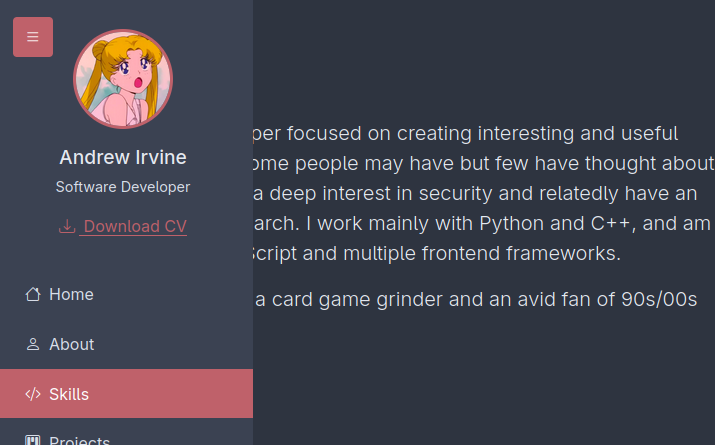 Andrew Irvine
Software Developer
Download CV
Home
About
Skills
Projects
per focused on creating interesting and useful
ome people may have but few have thought about
a deep interest in security and relatedly have an
arch. I work mainly with Python and C++, and am
Script and multiple frontend frameworks.
a card game grinder and an avid fan of 90s/00s